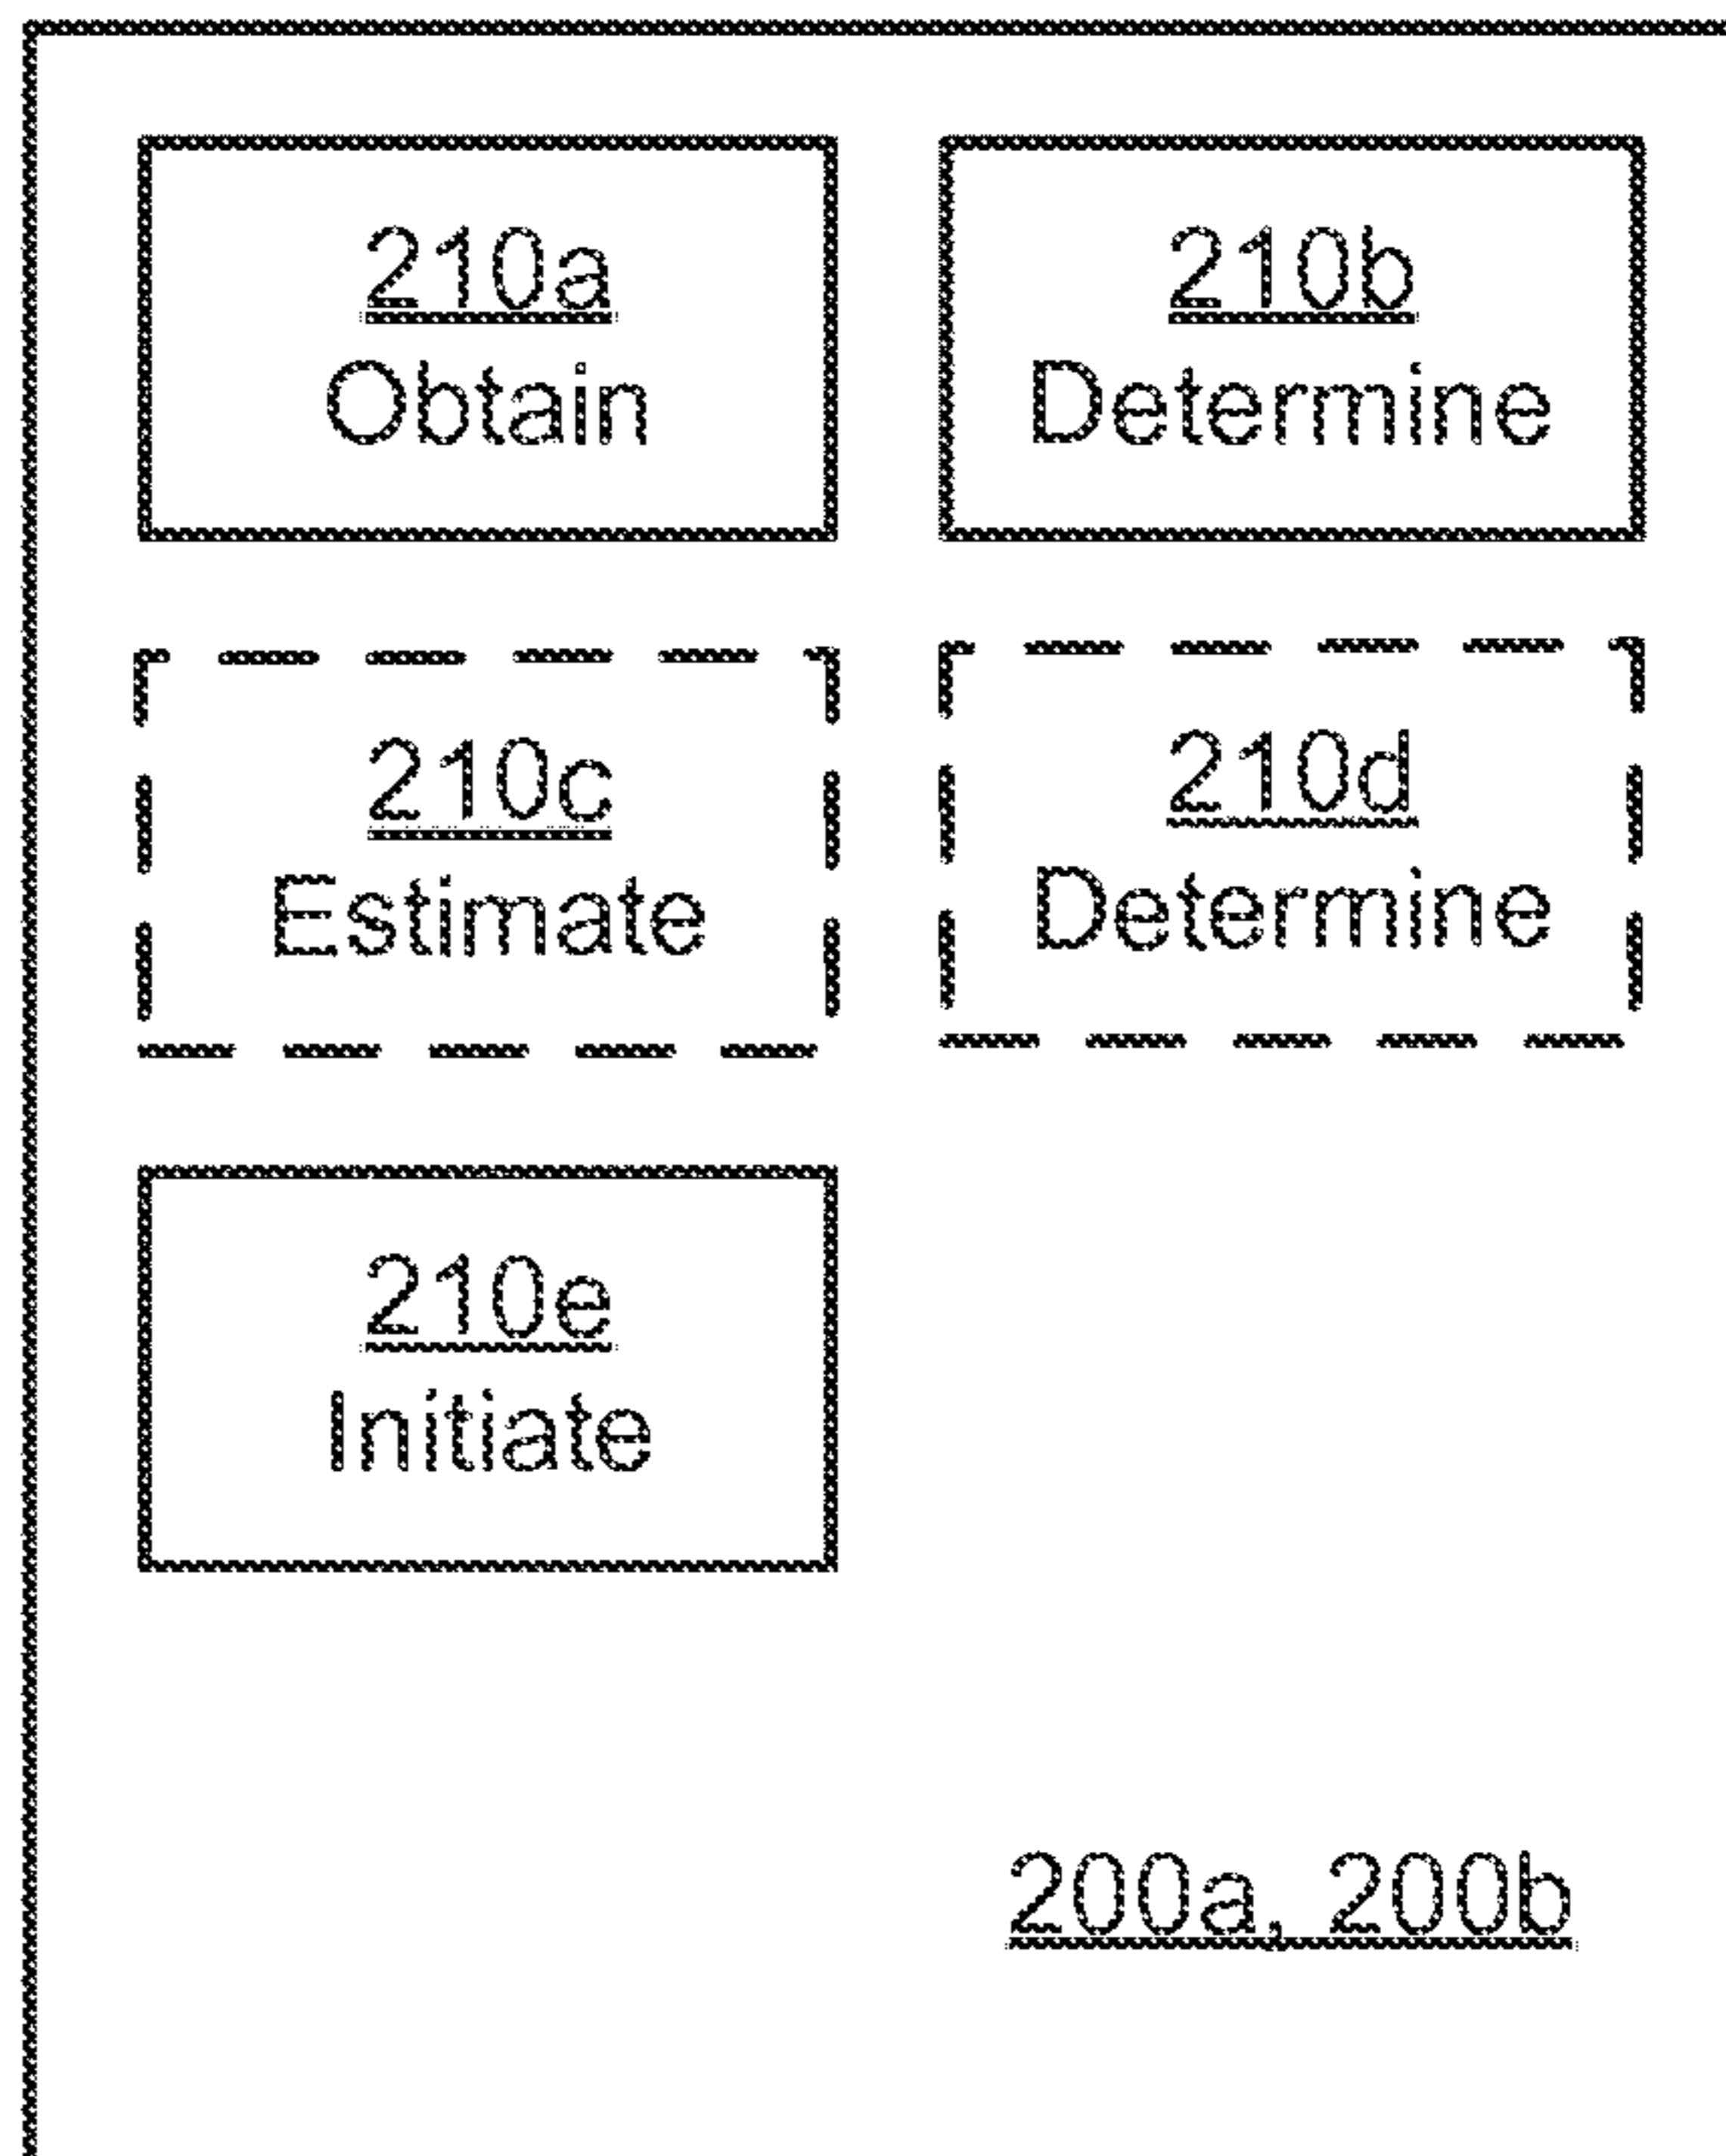 210a
Obtain
210b
Determine
210c
Estimate
210d
Determine
210e
Initiate
200a, 200b